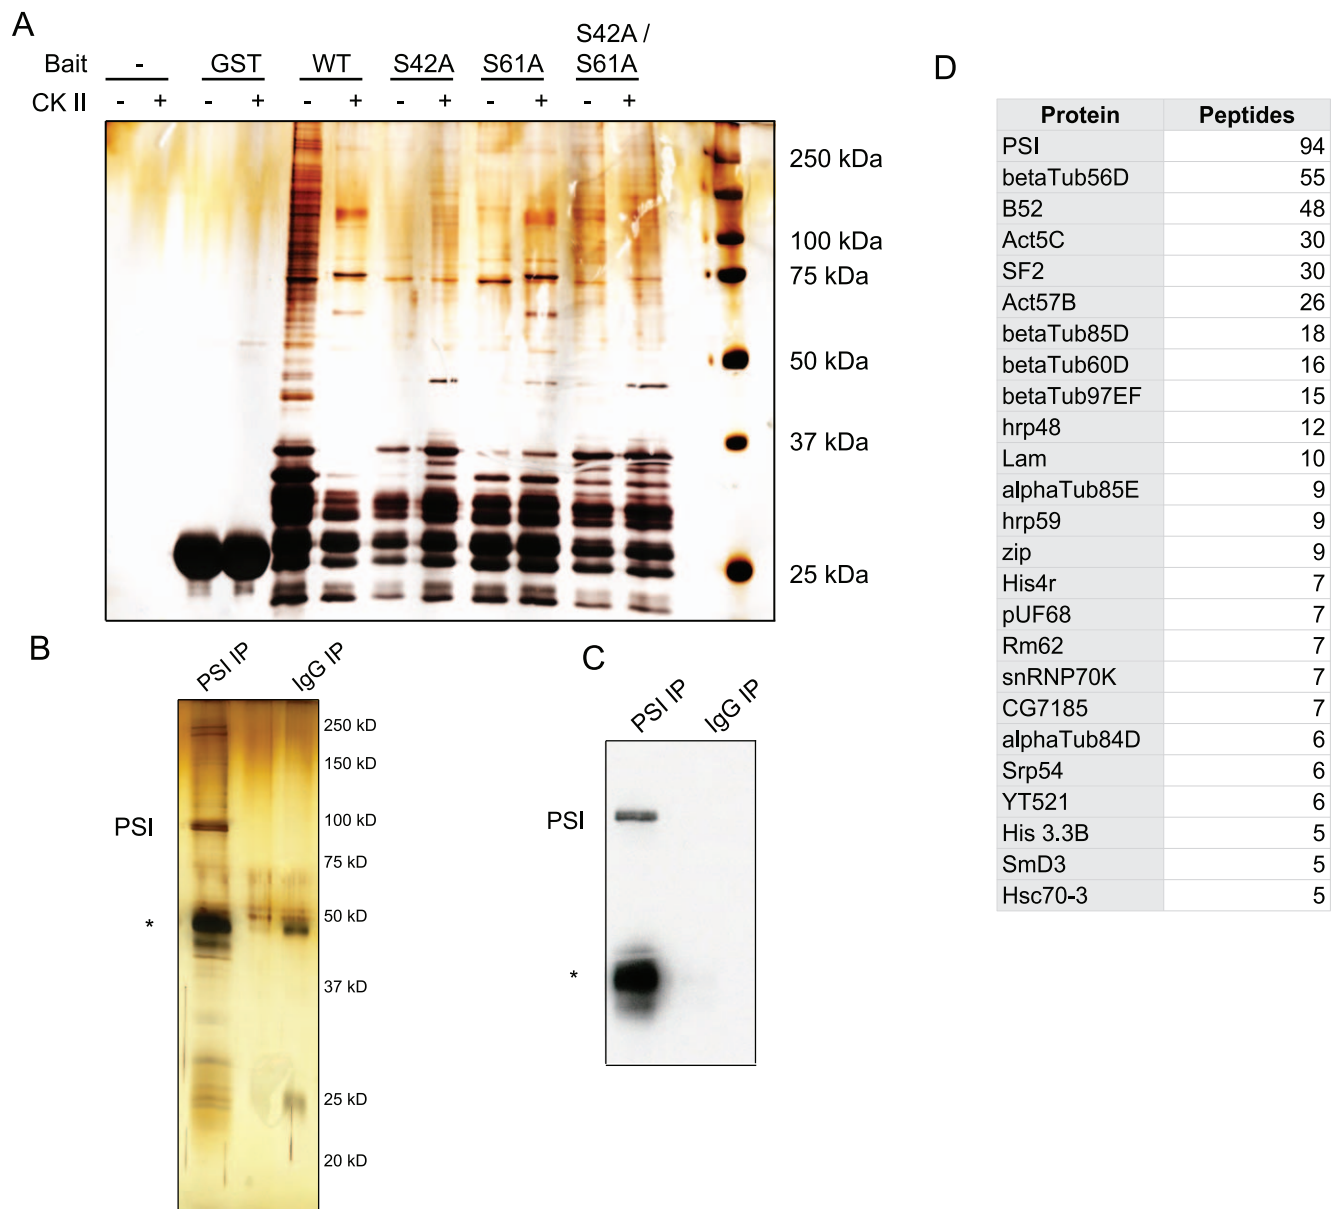 A
Bait - GST WT S42A S61A S42A / S61A
CK II - + - + - + - + - + - +
250 kDa
100 kDa
75 kDa
50 kDa
37 kDa
25 kDa
B
PSI IP IgG IP
250 kD
150 kD
PSI
100 kD
75 kD
*
50 kD
37 kD
25 kD
20 kD
C
PSI IP IgG IP
PSI
*
D
Protein Peptides
PSI 94
betaTub56D 55
B52 48
Act5C 30
SF2 30
Act57B 26
betaTub85D 18
betaTub60D 16
betaTub97EF 15
hrp48 12
Lam 10
alphaTub85E 9
hrp59 9
zip 9
His4r 7
pUF68 7
Rm62 7
snRNP70K 7
CG7185 7
alphaTub84D 6
Srp54 6
YT521 6
His 3.3B 5
SmD3 5
Hsc70-3 5